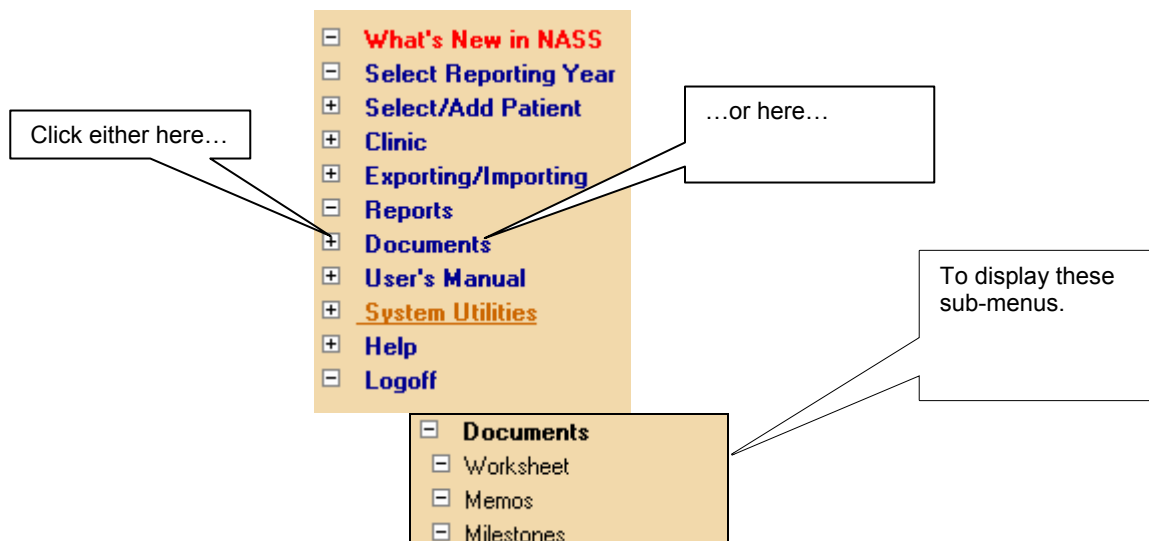 What's New in NASS
Select Reporting Year
Select/Add Patient
Clinic
Exporting/Importing
Reports
Documents
User's Manual
System Utilities
Help
Logoff
Click either here…
…or here…
To display these
sub-menus.
Documents
Worksheet
Memos
Milestones